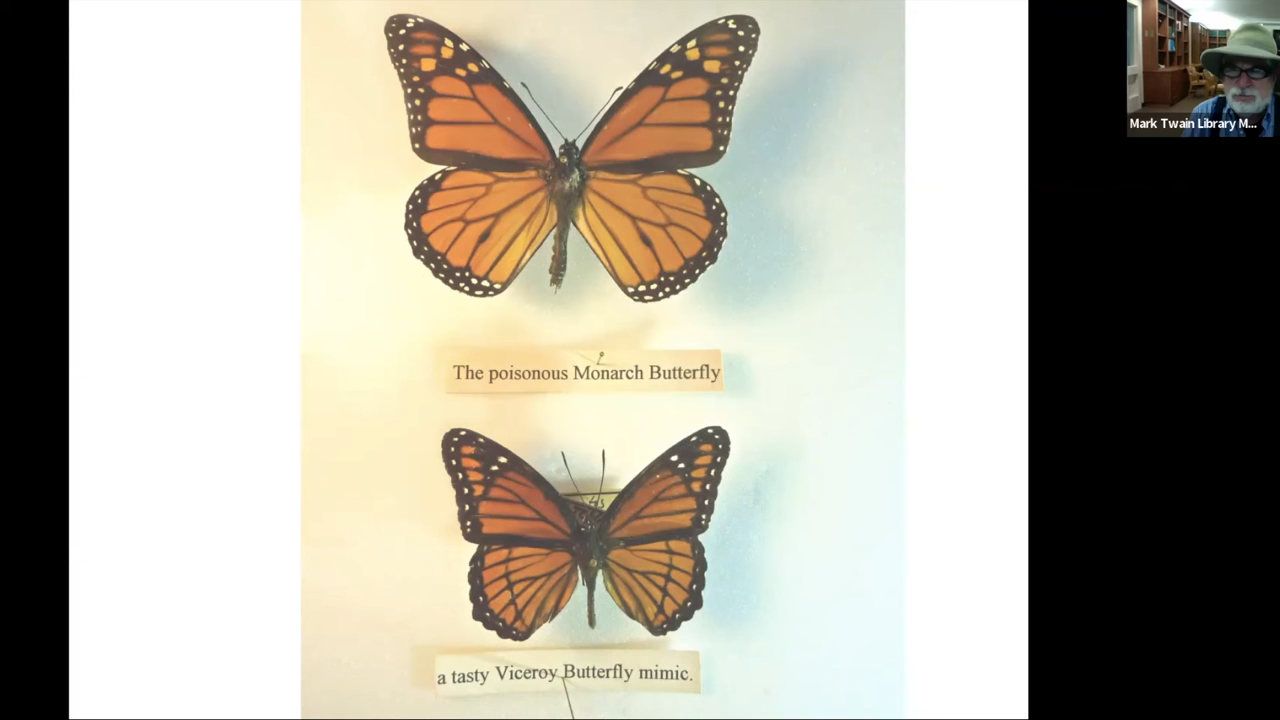 Mark Twain Library M...
The poisonous Monarch Butterfly
a tasty Viceroy Butterfly mimic.